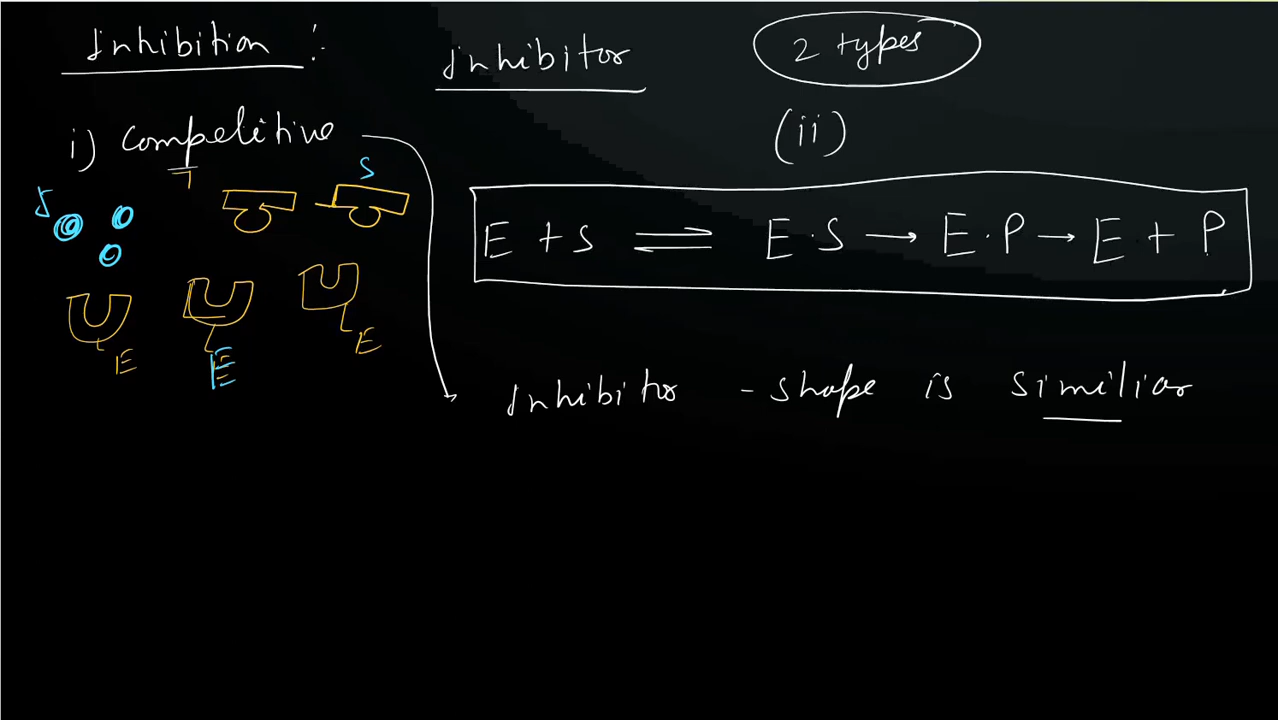 Inhibition :
Inhibitor
2 types
i) Competitive
(ii)
S
E + S ⇌ E·S → E·P → E + P
E
E
E
Inhibitor - shape is similiar